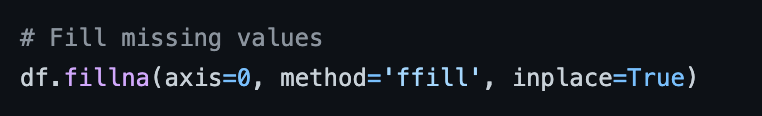 # Fill missing values
df.fillna(axis=0, method='ffill', inplace=True)